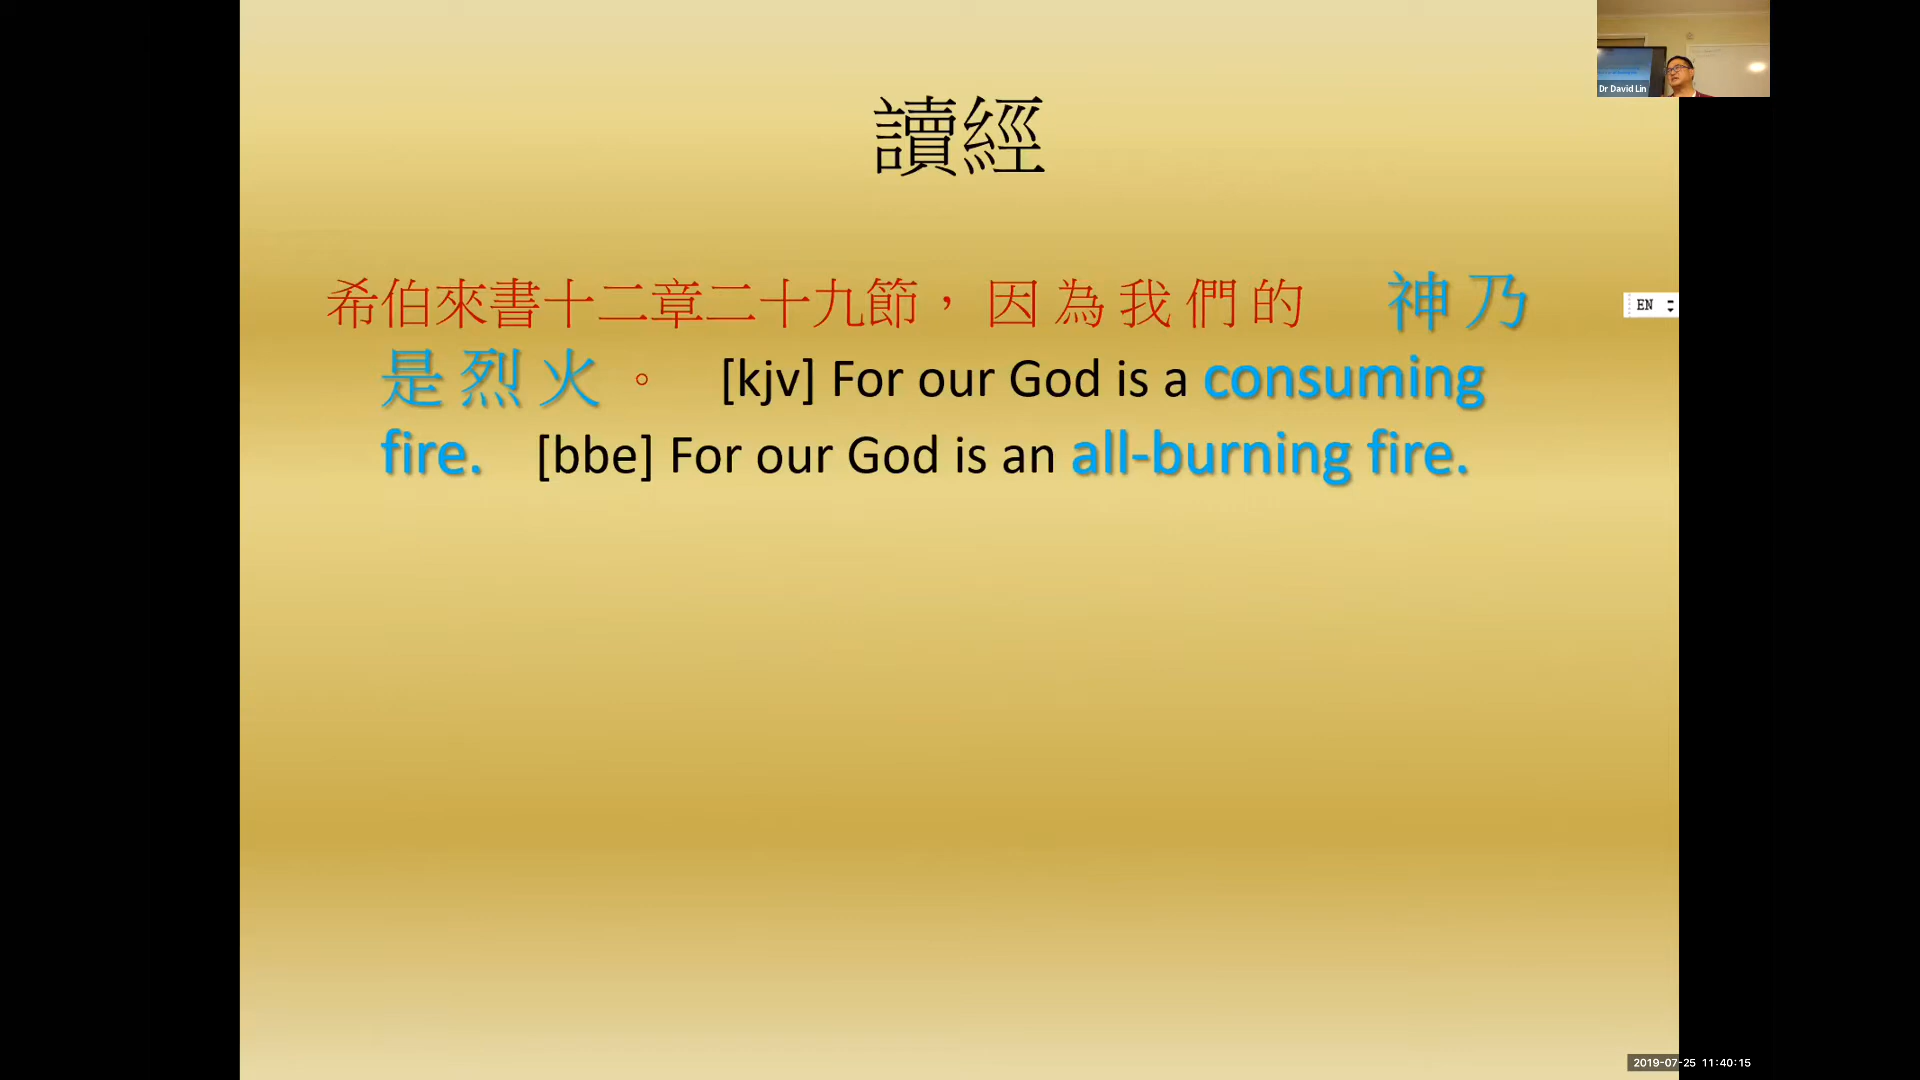 Dr David Lin
讀經
希伯來書十二章二十九節，因 為 我 們 的 神 乃
是 烈 火 。 [kjv] For our God is a consuming
fire. [bbe] For our God is an all-burning fire.
EN
2019-07-25 11:40:15